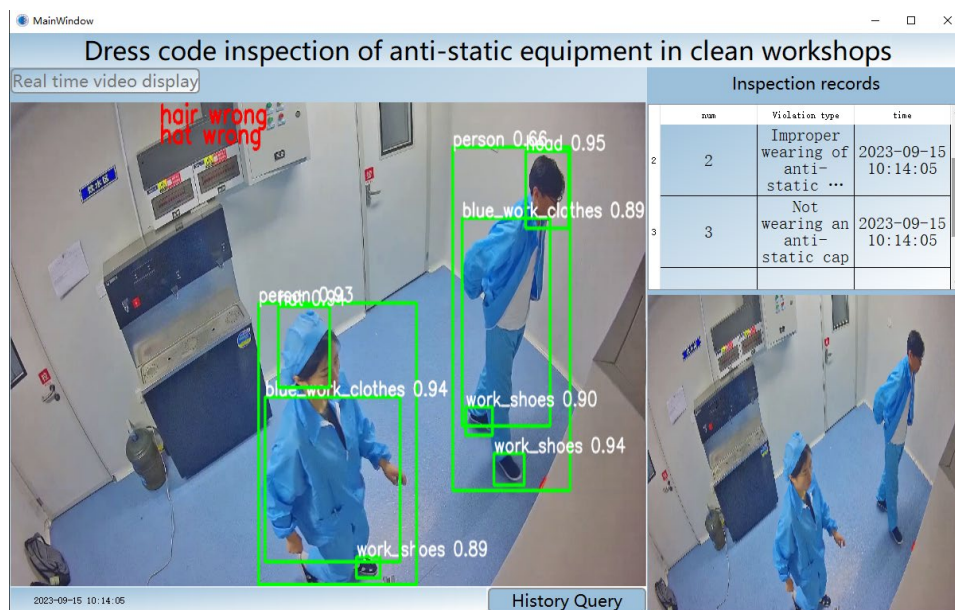 MainWindow
Dress code inspection of anti-static equipment in clean workshops
Real time video display
Inspection records
hair wrong
hat wrong
person 0.66
head 0.95
blue_work_clothes 0.89
person 0.93
hat 0.94
blue_work_clothes 0.94
work_shoes 0.90
work_shoes 0.94
work_shoes 0.89
num Violation type time
2 2 Improper
wearing of
anti-
static ...
2023-09-15
10:14:05
3 3 Not
wearing an
anti-
static cap
2023-09-15
10:14:05
2023-09-15 10:14:05
History Query